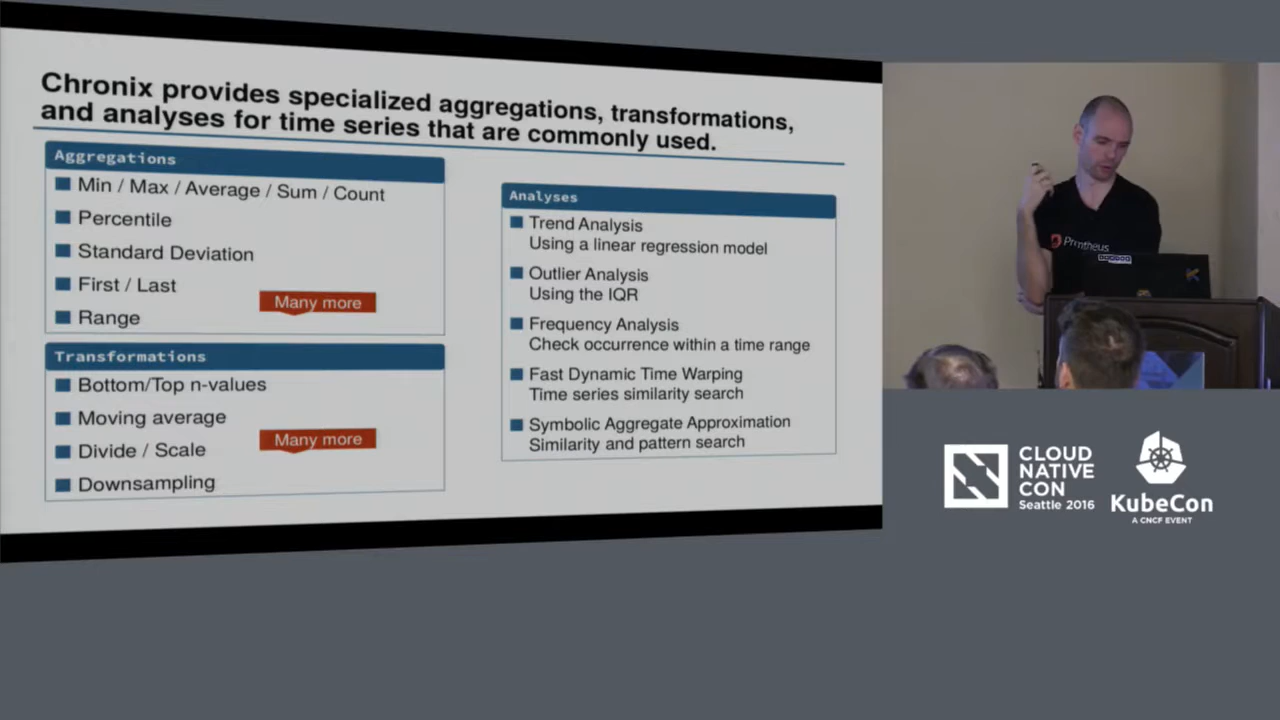 Chronix provides specialized aggregations, transformations,
and analyses for time series that are commonly used.
Aggregations
Min / Max / Average / Sum / Count
Percentile
Standard Deviation
First / Last
Range
Many more
Transformations
Bottom/Top n-values
Moving average
Divide / Scale
Downsampling
Many more
Analyses
Trend Analysis
Using a linear regression model
Outlier Analysis
Using the IQR
Frequency Analysis
Check occurrence within a time range
Fast Dynamic Time Warping
Time series similarity search
Symbolic Aggregate Approximation
Similarity and pattern search
Prometheus
CLOUD
NATIVE
CON
Seattle 2016
KubeCon
A CNCF EVENT